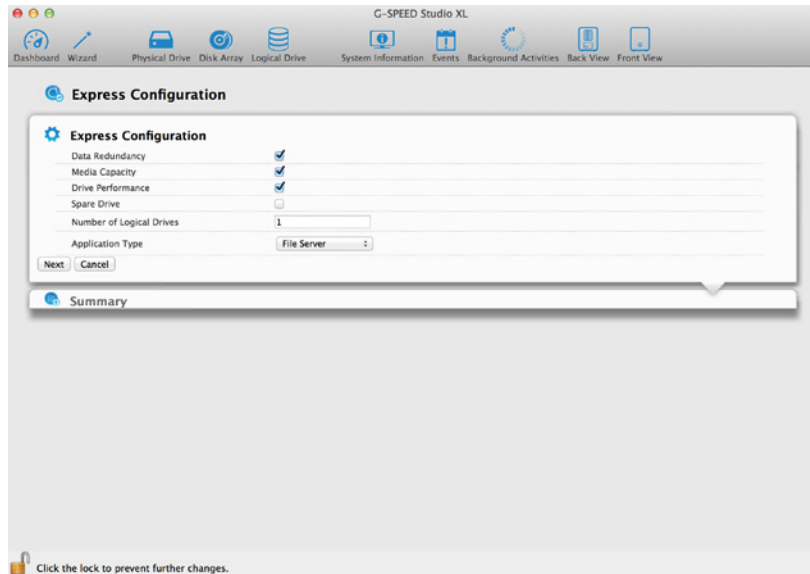 G-SPEED Studio XL
Dashboard Wizard Physical Drive Disk Array Logical Drive System Information Events Background Activities Back View Front View
Express Configuration
Express Configuration
Data Redundancy
Media Capacity
Drive Performance
Spare Drive
Number of Logical Drives 1
Application Type File Server
Next Cancel
Summary
Click the lock to prevent further changes.